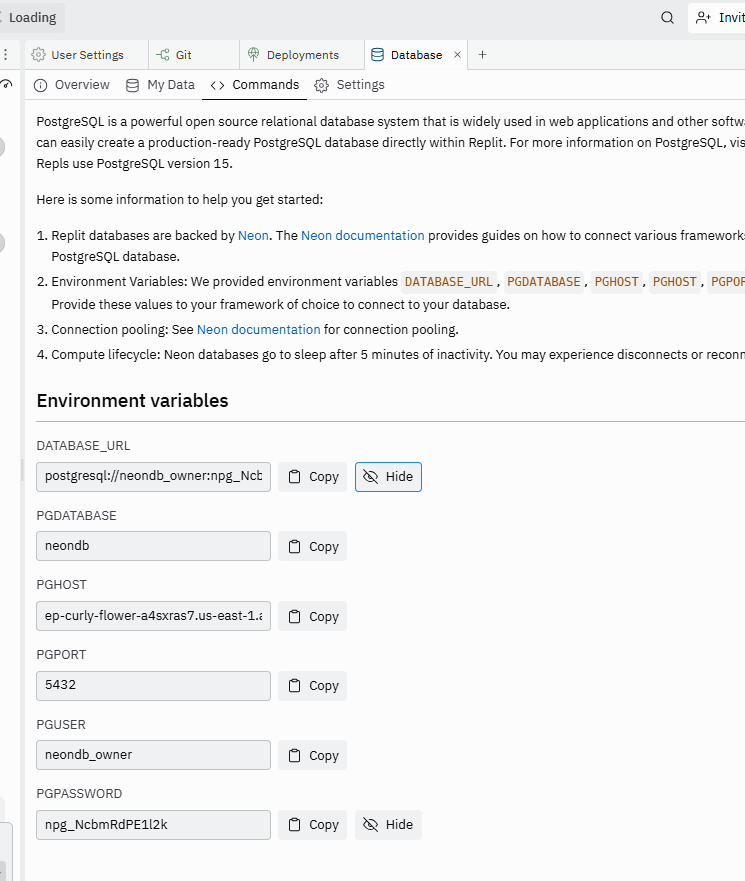 Loading
Invit
User Settings Git Deployments Database × +
Overview My Data Commands Settings
PostgreSQL is a powerful open source relational database system that is widely used in web applications and other softwa
can easily create a production-ready PostgreSQL database directly within Replit. For more information on PostgreSQL, vis
Repls use PostgreSQL version 15.
Here is some information to help you get started:
1. Replit databases are backed by Neon. The Neon documentation provides guides on how to connect various frameworks
PostgreSQL database.
2. Environment Variables: We provided environment variables DATABASE_URL, PGDATABASE, PGHOST, PGHOST, PGPOR
Provide these values to your framework of choice to connect to your database.
3. Connection pooling: See Neon documentation for connection pooling.
4. Compute lifecycle: Neon databases go to sleep after 5 minutes of inactivity. You may experience disconnects or reconn
Environment variables
DATABASE_URL
postgresql://neondb_owner:npg_Ncb Copy Hide
PGDATABASE
neondb Copy
PGHOST
ep-curly-flower-a4sxras7.us-east-1.a Copy
PGPORT
5432 Copy
PGUSER
neondb_owner Copy
PGPASSWORD
npg_NcbmRdPE1l2k Copy Hide